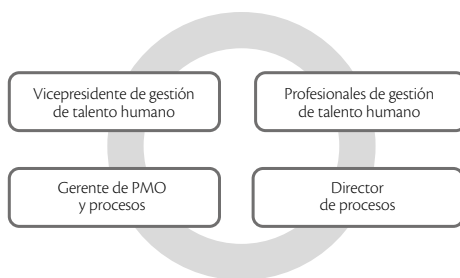 Vicepresidente de gestión
de talento humano
Profesionales de gestión
de talento humano
Gerente de PMO
y procesos
Director
de procesos